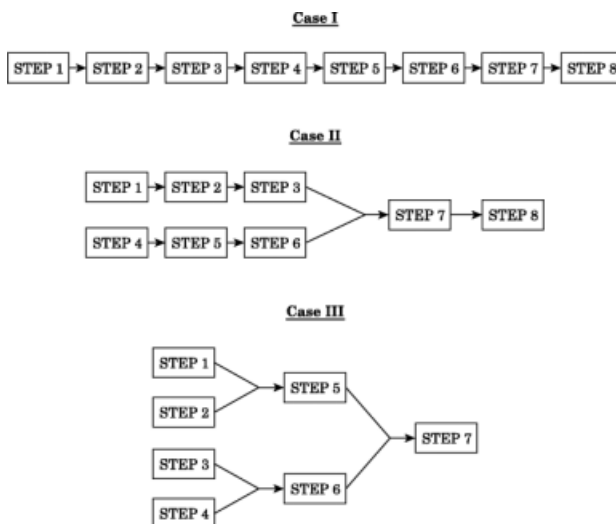 Case I
STEP 1 STEP 2 STEP 3 STEP 4 STEP 5 STEP 6 STEP 7 STEP 8
Case II
STEP 1 STEP 2 STEP 3
STEP 7 STEP 8
STEP 4 STEP 5 STEP 6
Case III
STEP 1
STEP 5
STEP 2
STEP 7
STEP 3
STEP 6
STEP 4